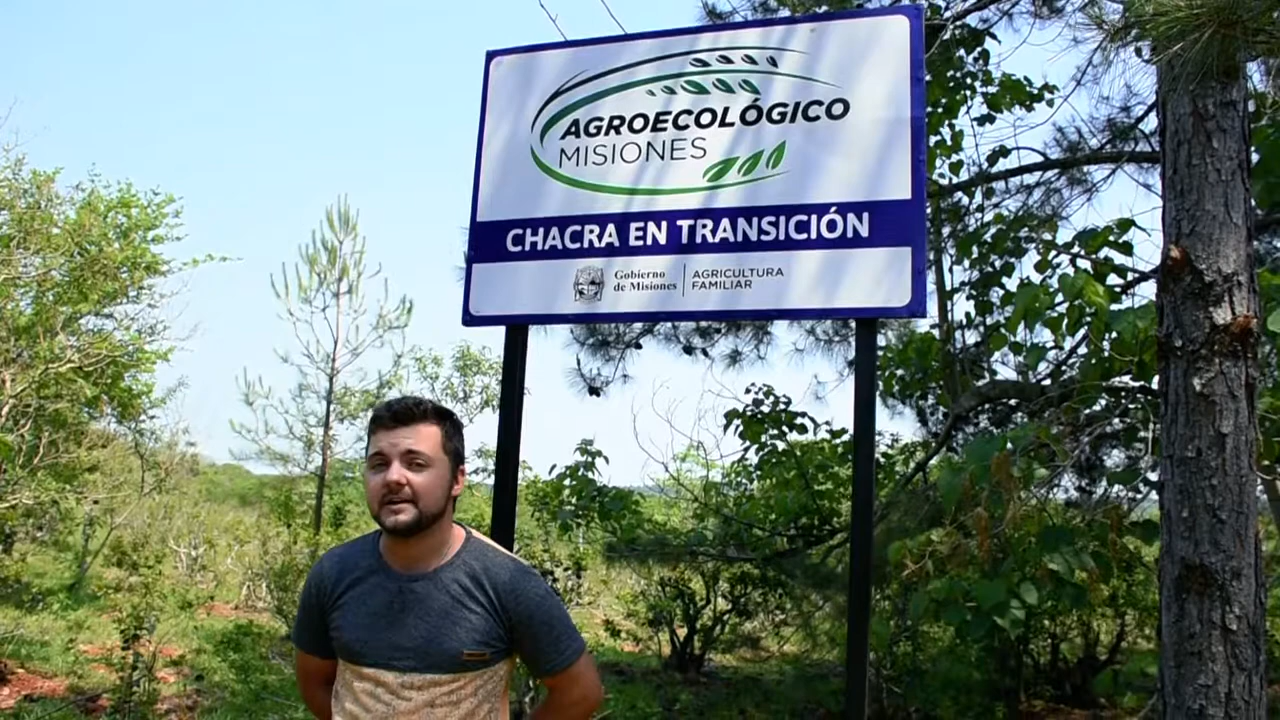 AGROECOLÓGICO
MISIONES
CHACRA EN TRANSICIÓN
Gobierno
de Misiones
AGRICULTURA
FAMILIAR